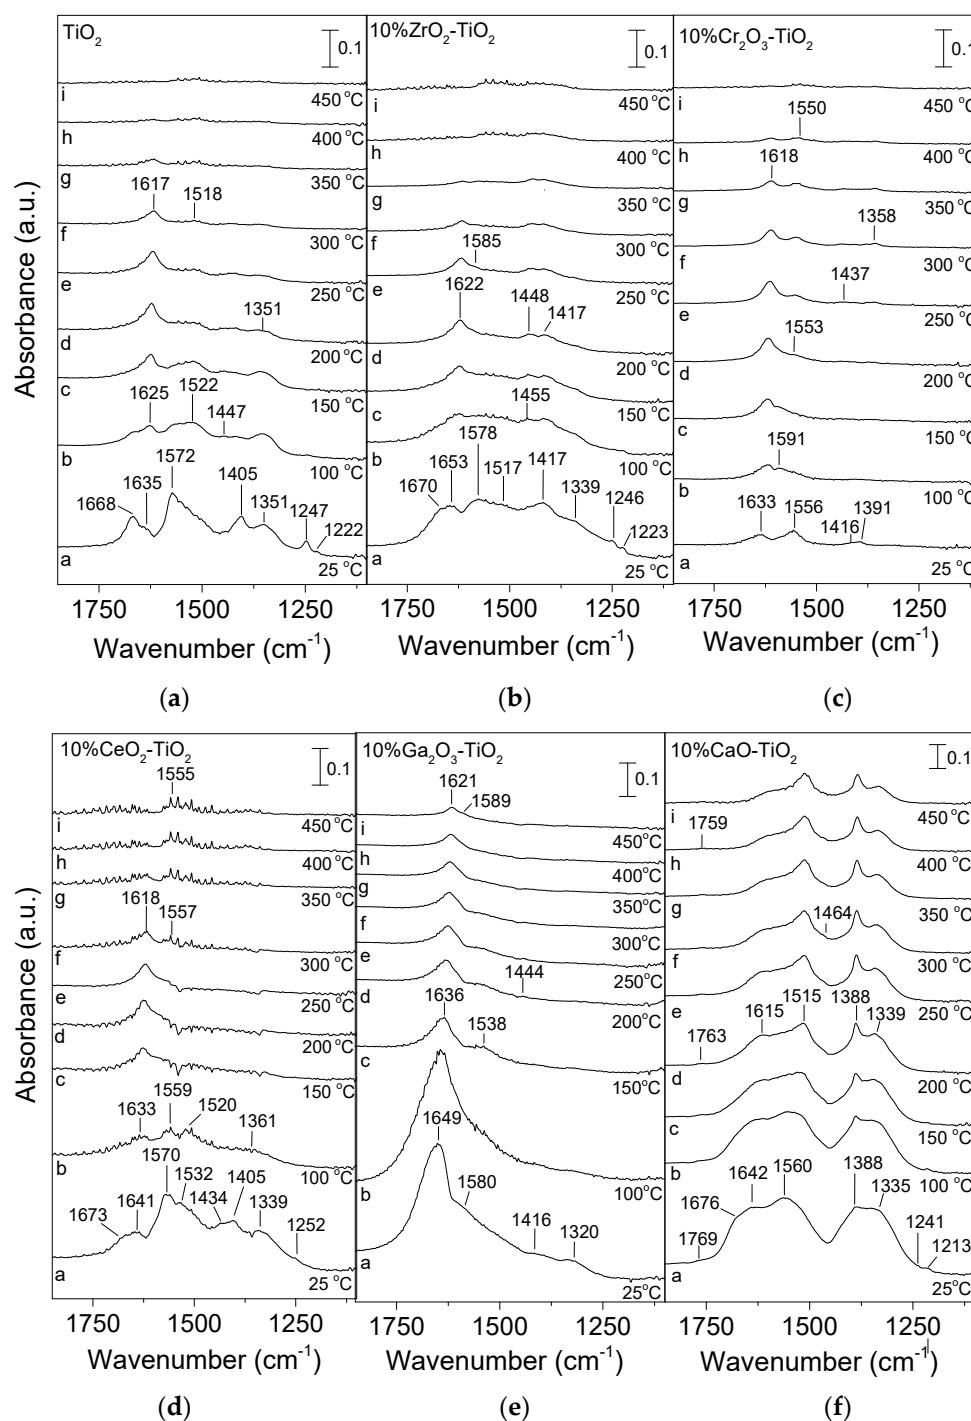 TiO2
0.1
i
450 °C
h
400 °C
g
350 °C
1617
1518
f
300 °C
e
250 °C
1351
d
200 °C
c
150 °C
1625
1522
1447
b
100 °C
1668
1635
1572
1405
1351
1247
1222
a
25 °C
1750 1500 1250
Wavenumber (cm-1)
Absorbance (a.u.)
(a)
10%ZrO2-TiO2
0.1
i
450 °C
h
400 °C
g
350 °C
f
300 °C
1585
e
250 °C
1622
1448
1417
d
200 °C
c
150 °C
1455
b
100 °C
1670
1653
1578
1517
1417
1339
1246
1223
a
25 °C
1750 1500 1250
Wavenumber (cm-1)
(b)
10%Cr2O3-TiO2
0.1
i
450 °C
1550
h
400 °C
1618
g
350 °C
1358
f
300 °C
1437
e
250 °C
1553
d
200 °C
c
150 °C
1591
b
100 °C
1633
1556
1416
1391
a
25 °C
1750 1500 1250
Wavenumber (cm-1)
(c)
10%CeO2-TiO2
0.1
1555
i
450 °C
h
400 °C
g
350 °C
1618
1557
f
300 °C
e
250 °C
d
200 °C
c
150 °C
1633
1559
1520
1361
b
100 °C
1673
1641
1570
1532
1434
1405
1339
1252
a
25 °C
1750 1500 1250
Wavenumber (cm-1)
Absorbance (a.u.)
(d)
10%Ga2O3-TiO2
0.1
1621
1589
i
450°C
h
400°C
g
350°C
f
300°C
e
250°C
1444
d
200°C
1636
1538
c
150°C
b
100°C
1649
1580
1416
1320
a
25°C
1750 1500 1250
Wavenumber (cm-1)
(e)
10%CaO-TiO2
0.1
i
450 °C
1759
h
400 °C
g
350 °C
1464
f
300 °C
e
250 °C
1763
1615
1515
1388
1339
d
200 °C
c
150 °C
b
100 °C
1769
1676
1642
1560
1388
1335
1241
1213
a
25°C
1750 1500 1250
Wavenumber (cm-1)
(f)